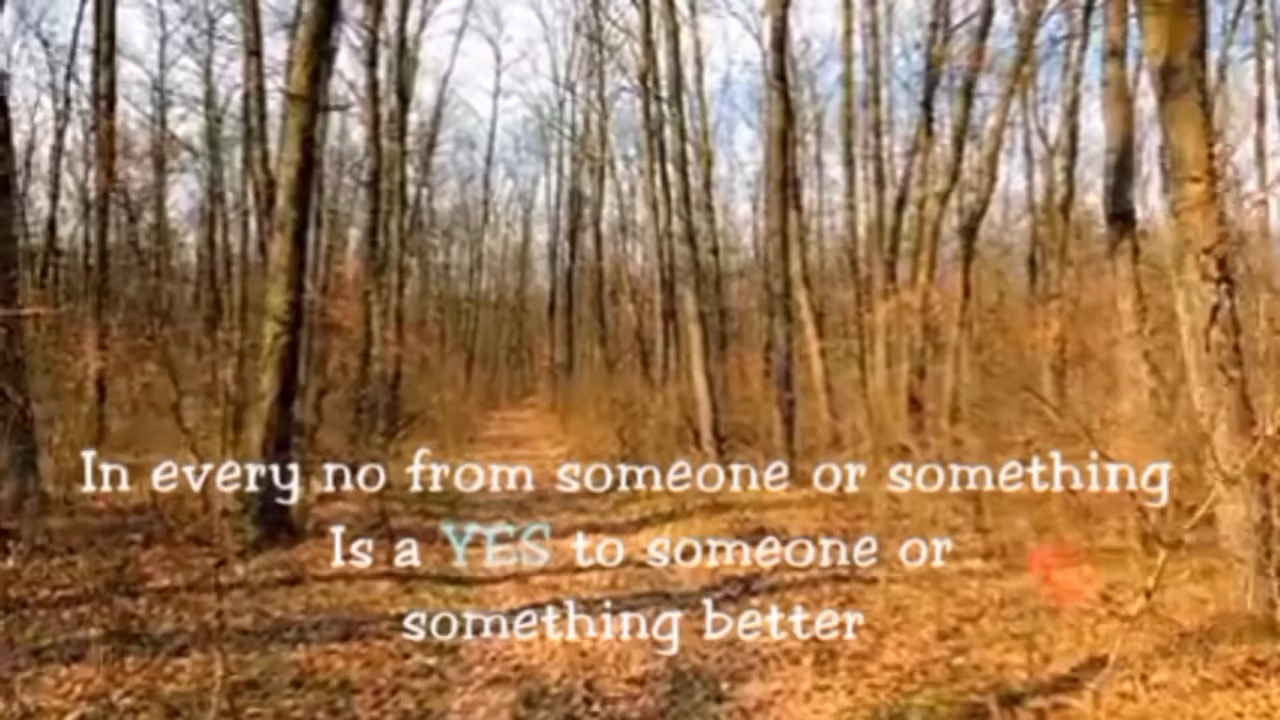 In every no from someone or something
Is a YES to someone or
something better